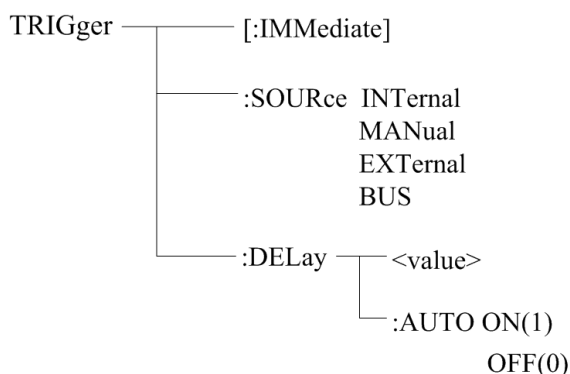 TRIGger [:IMMediate]
:SOURce INTernal
MANual
EXTernal
BUS
:DELay <value>
:AUTO ON(1)
OFF(0)